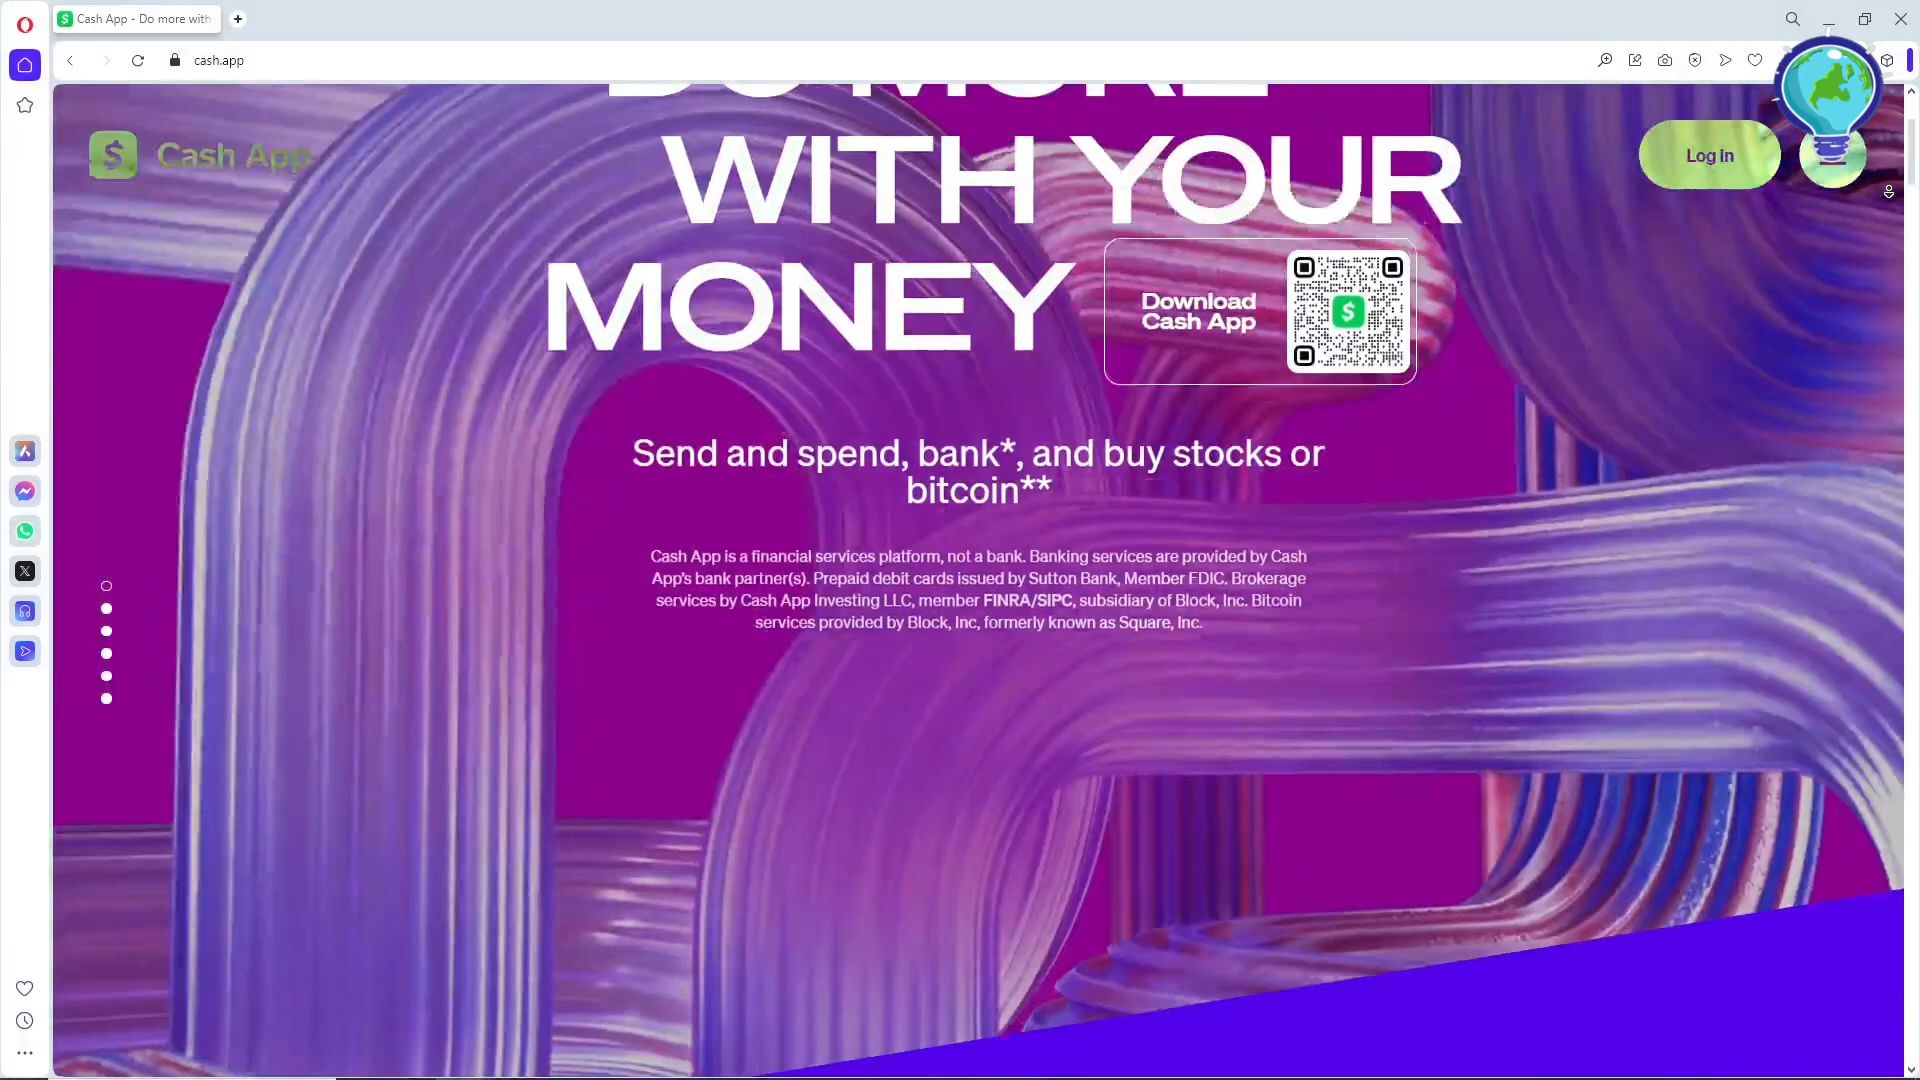 Cash App - Do more with
cash.app
DO MORE
WITH YOUR
MONEY
Cash App
Log in
Download
Cash App
Send and spend, bank*, and buy stocks or
bitcoin**
Cash App is a financial services platform, not a bank. Banking services are provided by Cash
App's bank partner(s). Prepaid debit cards issued by Sutton Bank, Member FDIC. Brokerage
services by Cash App Investing LLC, member FINRA/SIPC, subsidiary of Block, Inc. Bitcoin
services provided by Block, Inc, formerly known as Square, Inc.